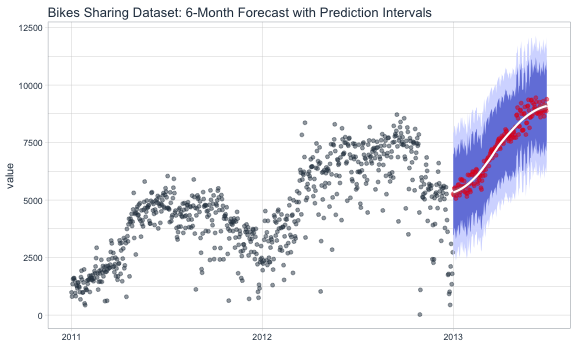 Bikes Sharing Dataset: 6-Month Forecast with Prediction Intervals
12500
10000
7500
5000
2500
0
value
2011 2012 2013